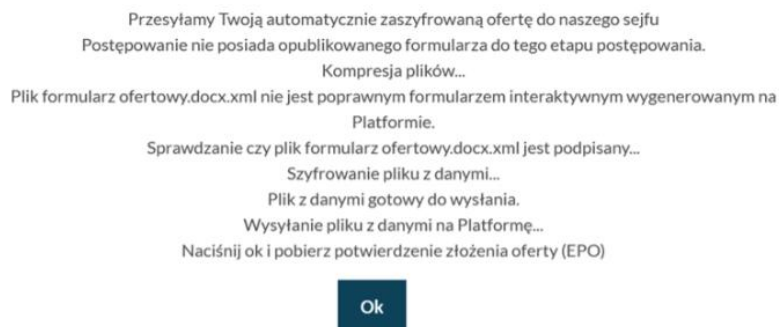 Przesyłamy Twoją automatycznie zaszyfrowaną ofertę do naszego sejfu
Postępowanie nie posiada opublikowanego formularza do tego etapu postępowania.
Kompresja plików...
Plik formularz ofertowy.docx.xml nie jest poprawnym formularzem interaktywnym wygenerowanym na
Platformie.
Sprawdzanie czy plik formularz ofertowy.docx.xml jest podpisany...
Szyfrowanie pliku z danymi...
Plik z danymi gotowy do wysłania.
Wysyłanie pliku z danymi na Platformę...
Naciśnij ok i pobierz potwierdzenie złożenia oferty (EPO)
Ok